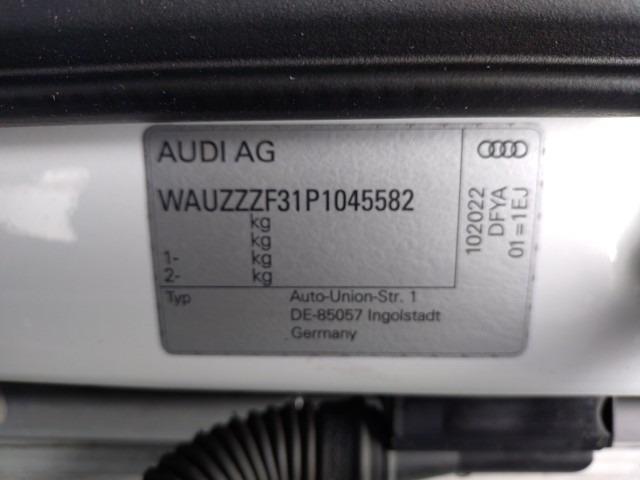 AUDI AG
WAUZZZF31P1045582
kg
kg
1- kg
2- kg
Typ
Auto-Union-Str. 1
DE-85057 Ingolstadt
Germany
102022
DFYA
01=1EJ